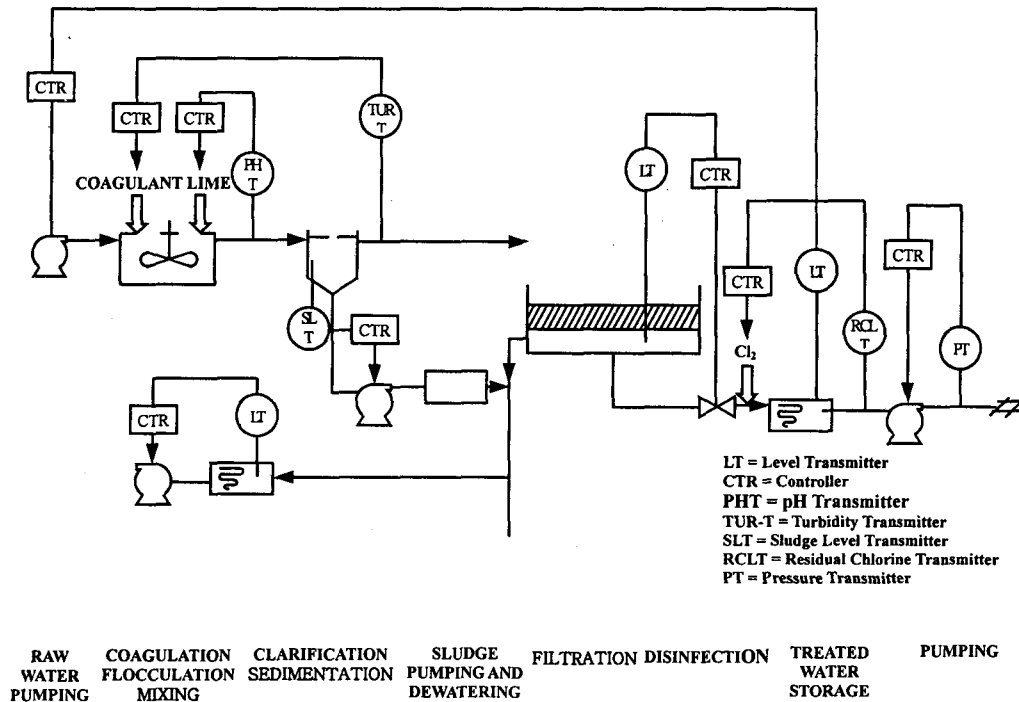 CTR
CTR
CTR
TUR
T
PH
T
COAGULANT LIME
LT
CTR
CTR
LT
CTR
RCL
T
PT
SL
T
CTR
Cl₂
CTR
LT
LT = Level Transmitter
CTR = Controller
PHT = pH Transmitter
TUR-T = Turbidity Transmitter
SLT = Sludge Level Transmitter
RCLT = Residual Chlorine Transmitter
PT = Pressure Transmitter
RAW
WATER
PUMPING
COAGULATION
FLOCCULATION
MIXING
CLARIFICATION
SEDIMENTATION
SLUDGE
PUMPING AND
DEWATERING
FILTRATION
DISINFECTION
TREATED
WATER
STORAGE
PUMPING